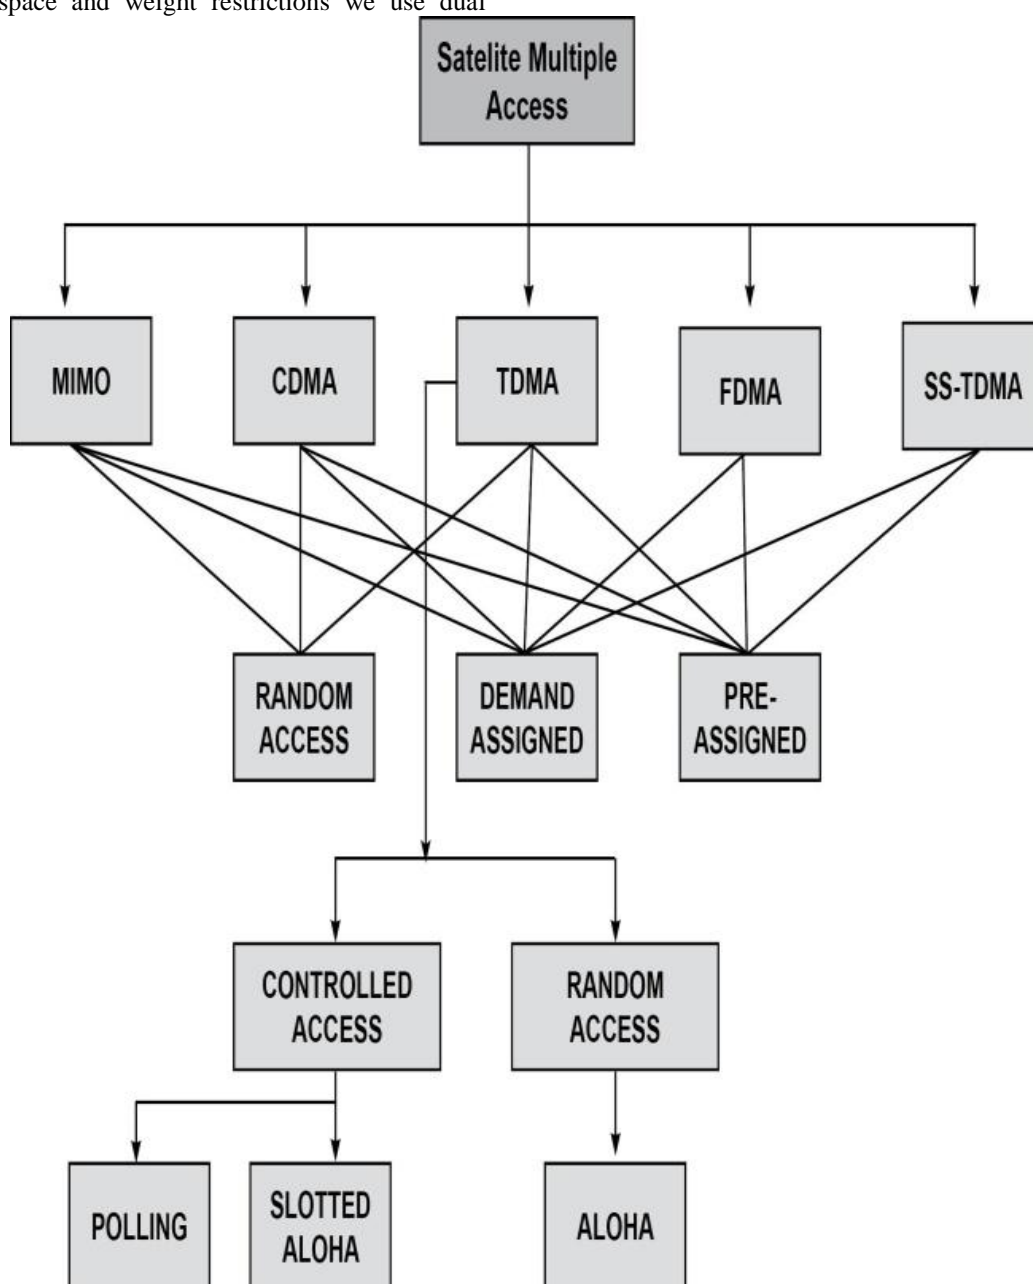 space and weight restrictions we use dual
Satelite Multiple
Access
MIMO
CDMA
TDMA
FDMA
SS-TDMA
RANDOM
ACCESS
DEMAND
ASSIGNED
PRE-
ASSIGNED
CONTROLLED
ACCESS
RANDOM
ACCESS
POLLING
SLOTTED
ALOHA
ALOHA